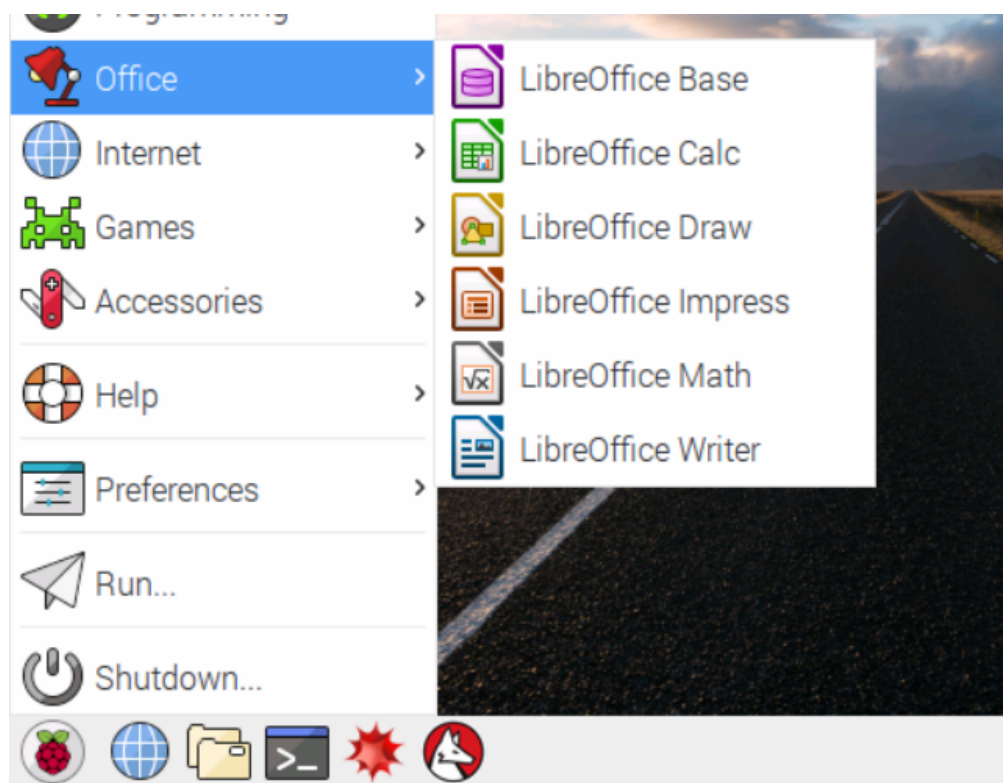 Programming
Office
Internet
Games
Accessories
Help
Preferences
Run...
Shutdown...
LibreOffice Base
LibreOffice Calc
LibreOffice Draw
LibreOffice Impress
LibreOffice Math
LibreOffice Writer